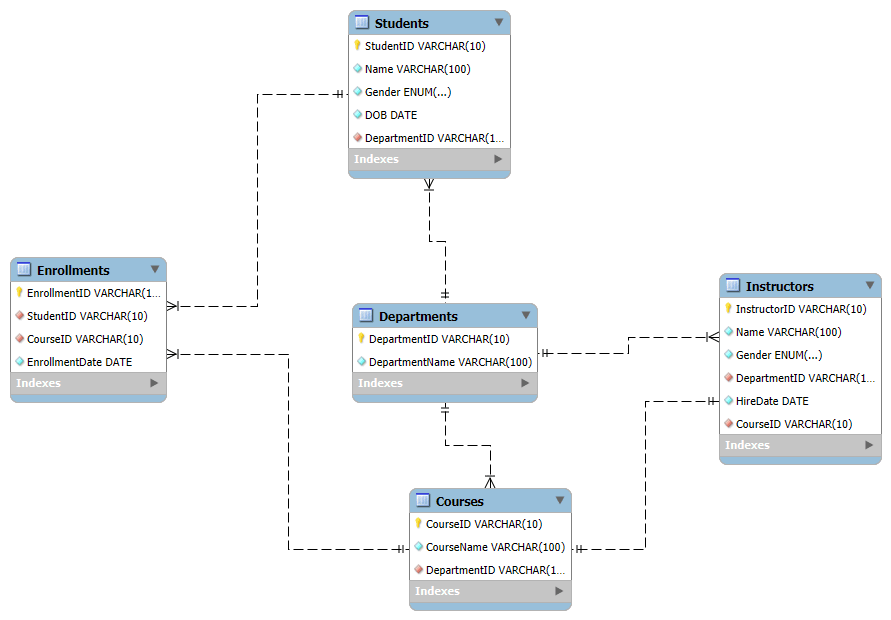 Students
StudentID VARCHAR(10)
Name VARCHAR(100)
Gender ENUM(...)
DOB DATE
DepartmentID VARCHAR(1...
Indexes
Enrollments
EnrollmentID VARCHAR(1...
StudentID VARCHAR(10)
CourseID VARCHAR(10)
EnrollmentDate DATE
Indexes
Departments
DepartmentID VARCHAR(10)
DepartmentName VARCHAR(100)
Indexes
Instructors
InstructorID VARCHAR(10)
Name VARCHAR(100)
Gender ENUM(...)
DepartmentID VARCHAR(1...
HireDate DATE
CourseID VARCHAR(10)
Indexes
Courses
CourseID VARCHAR(10)
CourseName VARCHAR(100)
DepartmentID VARCHAR(1...
Indexes